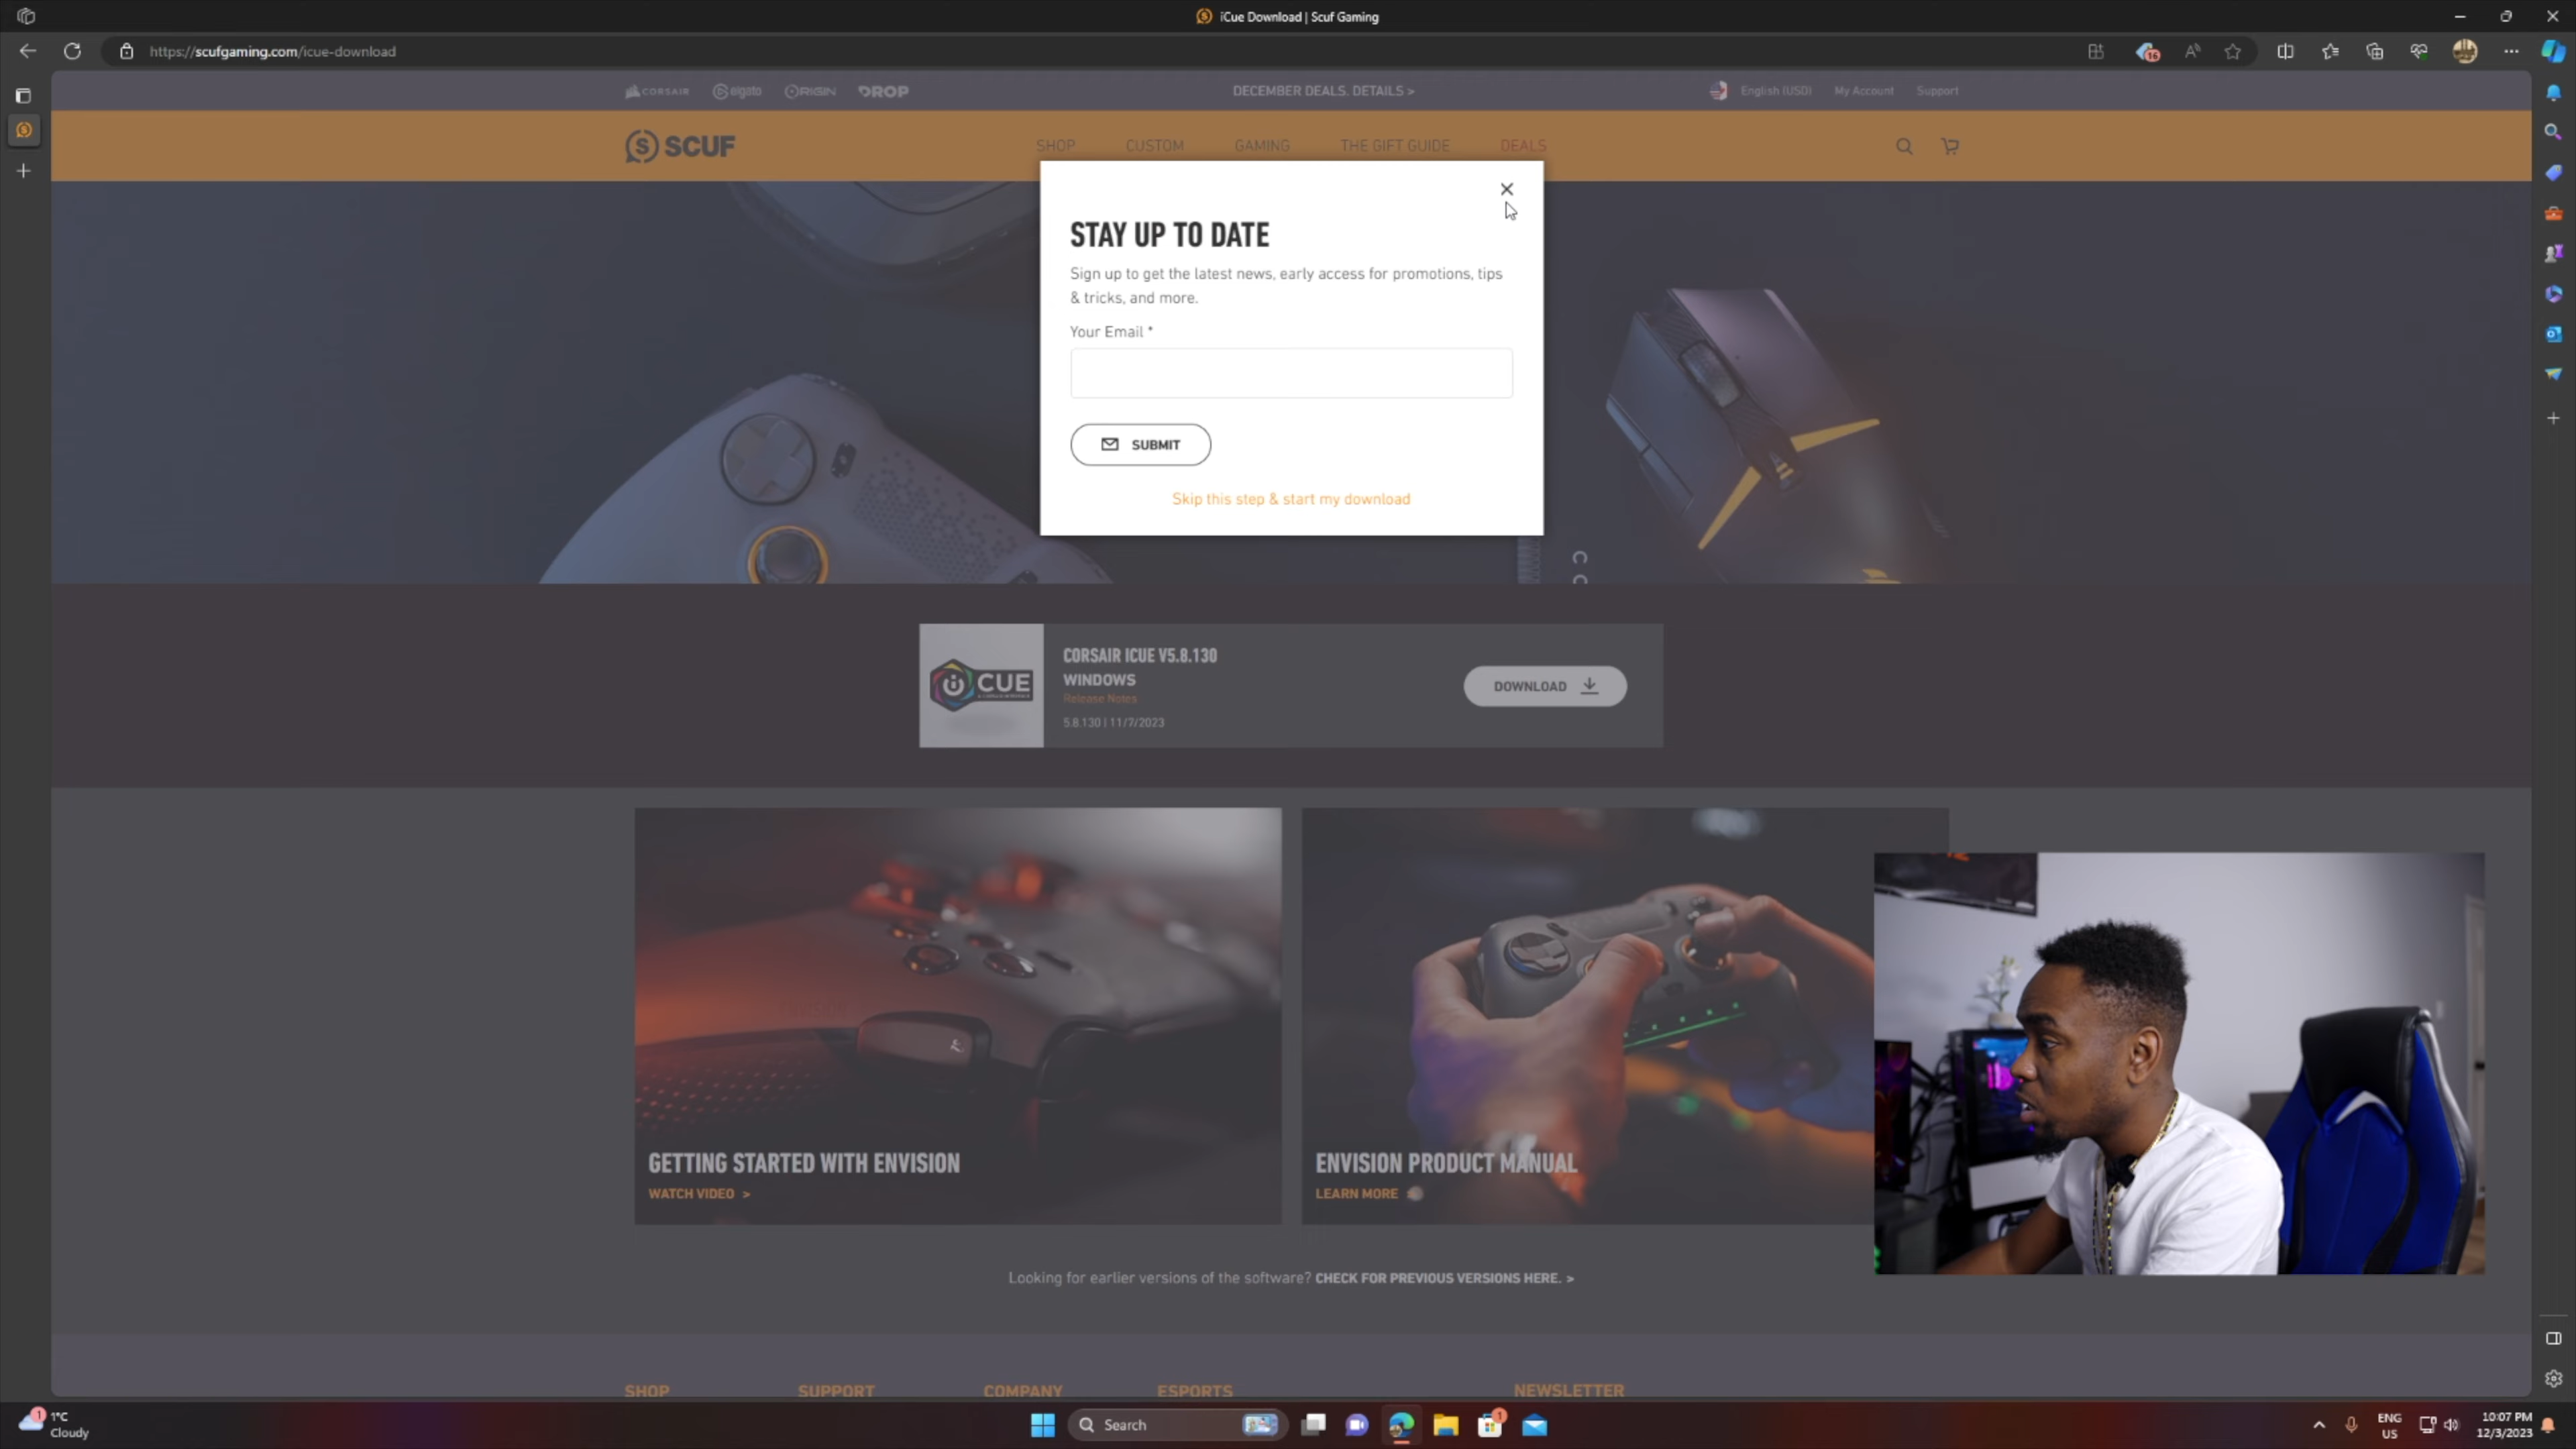 iCue Download | Scuf Gaming
https://scufgaming.com/icue-download
16
CORSAIR
elgato
ORIGIN
DROP
DECEMBER DEALS. DETAILS >
English (USD)
My Account
Support
SCUF
SHOP
CUSTOM
GAMING
THE GIFT GUIDE
DEALS
STAY UP TO DATE
Sign up to get the latest news, early access for promotions, tips
& tricks, and more.
Your Email *
SUBMIT
Skip this step & start my download
iCUE
CORSAIR ICUE V5.8.130
WINDOWS
Release Notes
5.8.130 | 11/7/2023
DOWNLOAD
GETTING STARTED WITH ENVISION
WATCH VIDEO >
ENVISION PRODUCT MANUAL
LEARN MORE
Looking for earlier versions of the software? CHECK FOR PREVIOUS VERSIONS HERE. >
SHOP
SUPPORT
COMPANY
ESPORTS
NEWSLETTER
1
1°C
Cloudy
Search
1
ENG
US
10:07 PM
12/3/2023